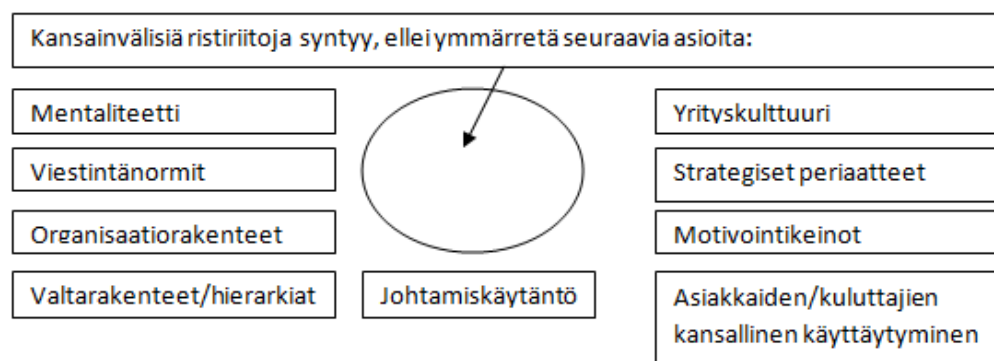 Kansainvälisiä ristiriitoja syntyy, ellei ymmärretä seuraavia asioita:
Mentaliteetti
Yrityskulttuuri
Viestintänormit
Strategiset periaatteet
Organisaatiorakenteet
Motivointikeinot
Valtarakenteet/hierarkiat
Johtamiskäytäntö
Asiakkaiden/kuluttajien
kansallinen käyttäytyminen